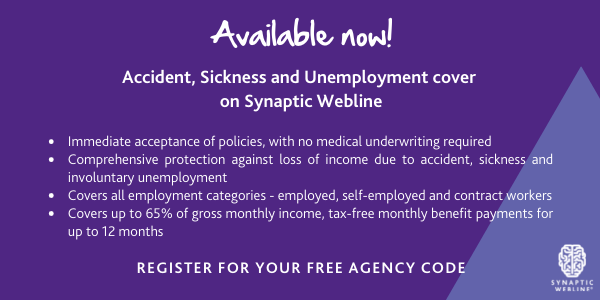 Available now!
Accident, Sickness and Unemployment cover
on Synaptic Webline
• Immediate acceptance of policies, with no medical underwriting required
• Comprehensive protection against loss of income due to accident, sickness and
involuntary unemployment
• Covers all employment categories - employed, self-employed and contract workers
• Covers up to 65% of gross monthly income, tax-free monthly benefit payments for
up to 12 months
REGISTER FOR YOUR FREE AGENCY CODE
SYNAPTIC
WEBLINE®